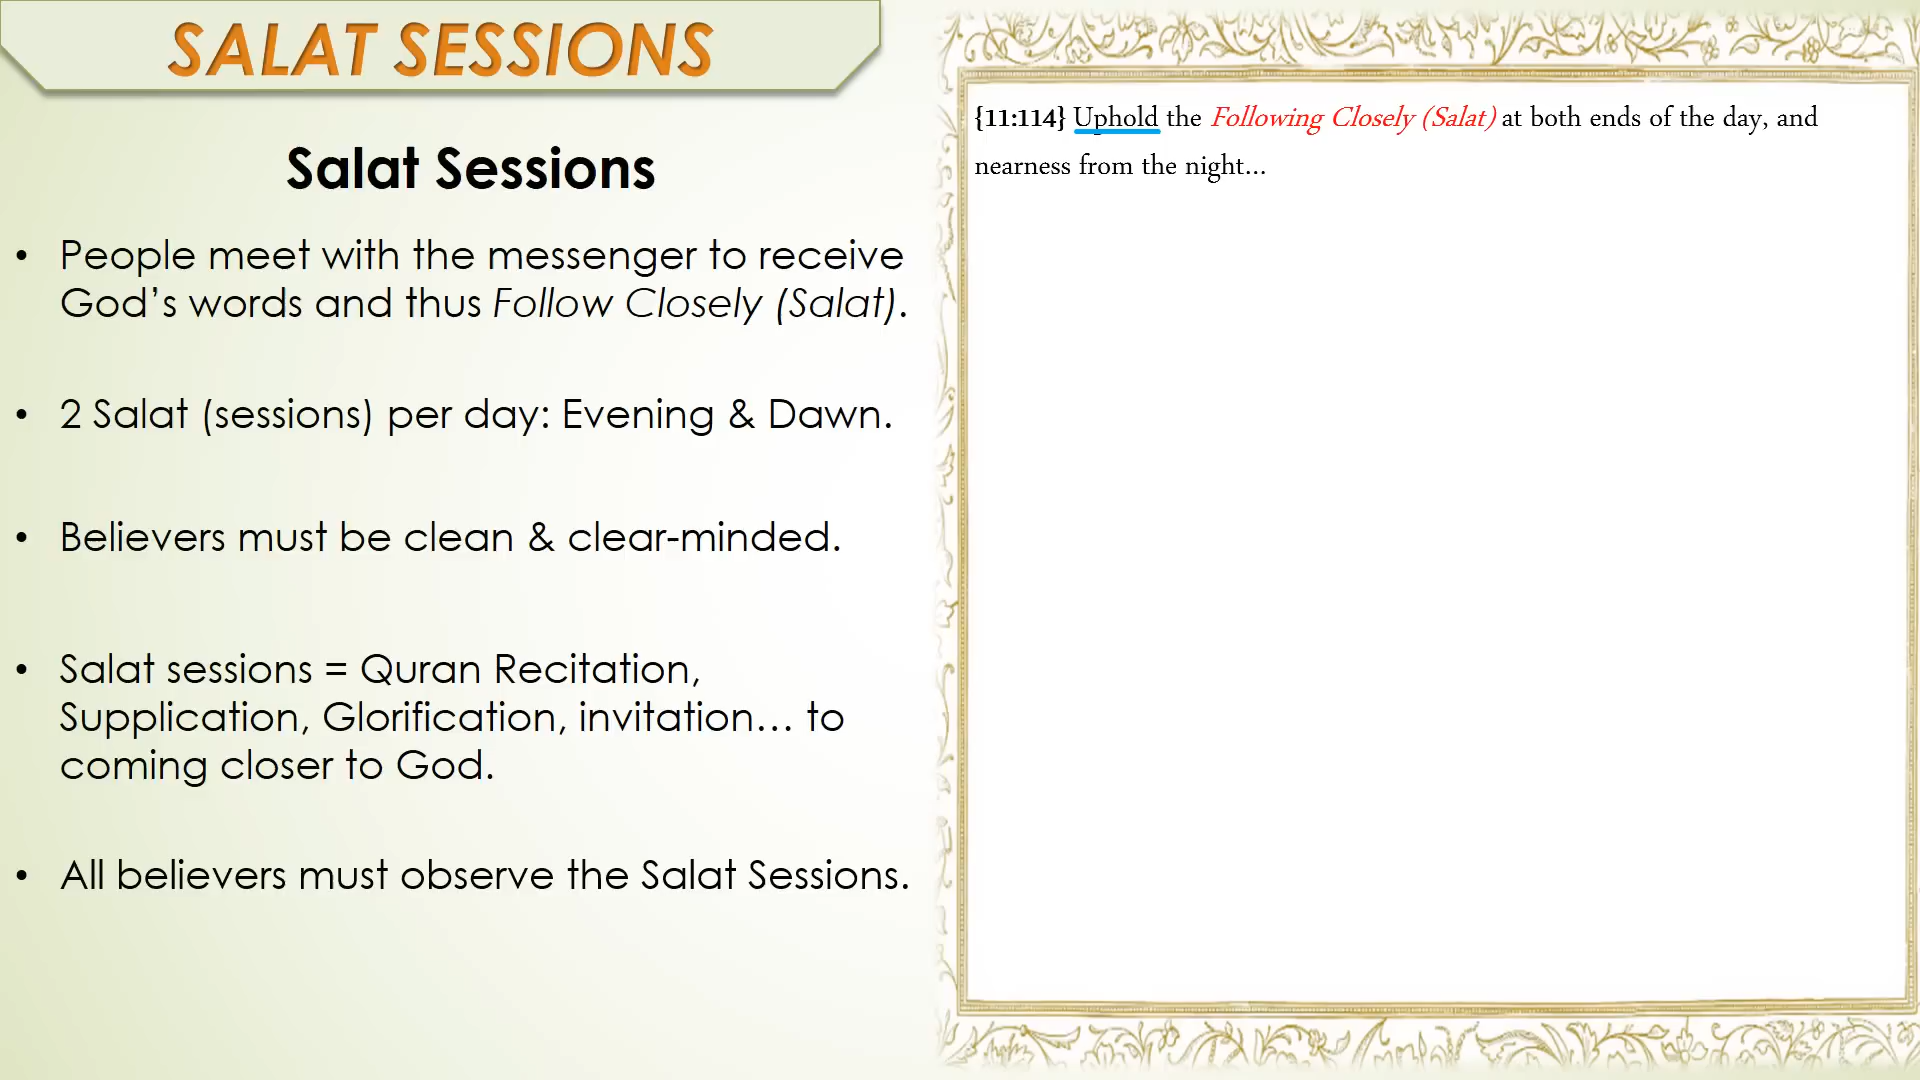 SALAT SESSIONS
Salat Sessions
• People meet with the messenger to receive
God’s words and thus Follow Closely (Salat).
• 2 Salat (sessions) per day: Evening & Dawn.
• Believers must be clean & clear-minded.
• Salat sessions = Quran Recitation,
Supplication, Glorification, invitation… to
coming closer to God.
• All believers must observe the Salat Sessions.
{11:114} Uphold the Following Closely (Salat) at both ends of the day, and
nearness from the night…